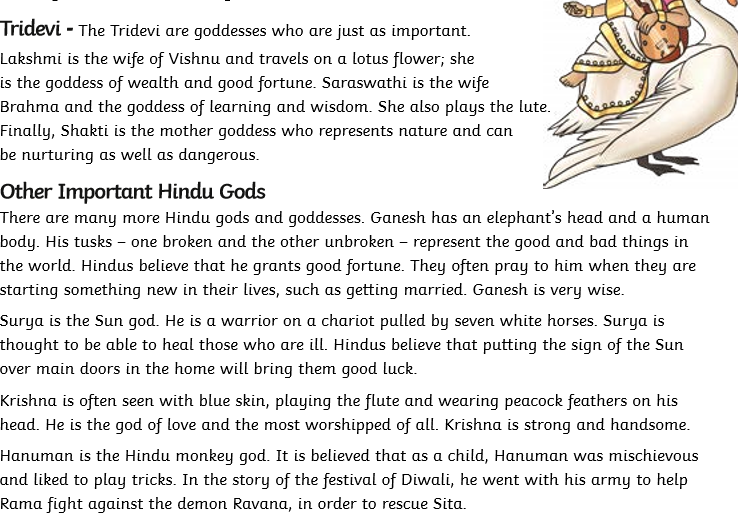 Tridevi - The Tridevi are goddesses who are just as important.
Lakshmi is the wife of Vishnu and travels on a lotus flower; she
is the goddess of wealth and good fortune. Saraswathi is the wife
Brahma and the goddess of learning and wisdom. She also plays the lute.
Finally, Shakti is the mother goddess who represents nature and can
be nurturing as well as dangerous.
Other Important Hindu Gods
There are many more Hindu gods and goddesses. Ganesh has an elephant's head and a human
body. His tusks – one broken and the other unbroken – represent the good and bad things in
the world. Hindus believe that he grants good fortune. They often pray to him when they are
starting something new in their lives, such as getting married. Ganesh is very wise.
Surya is the Sun god. He is a warrior on a chariot pulled by seven white horses. Surya is
thought to be able to heal those who are ill. Hindus believe that putting the sign of the Sun
over main doors in the home will bring them good luck.
Krishna is often seen with blue skin, playing the flute and wearing peacock feathers on his
head. He is the god of love and the most worshipped of all. Krishna is strong and handsome.
Hanuman is the Hindu monkey god. It is believed that as a child, Hanuman was mischievous
and liked to play tricks. In the story of the festival of Diwali, he went with his army to help
Rama fight against the demon Ravana, in order to rescue Sita.